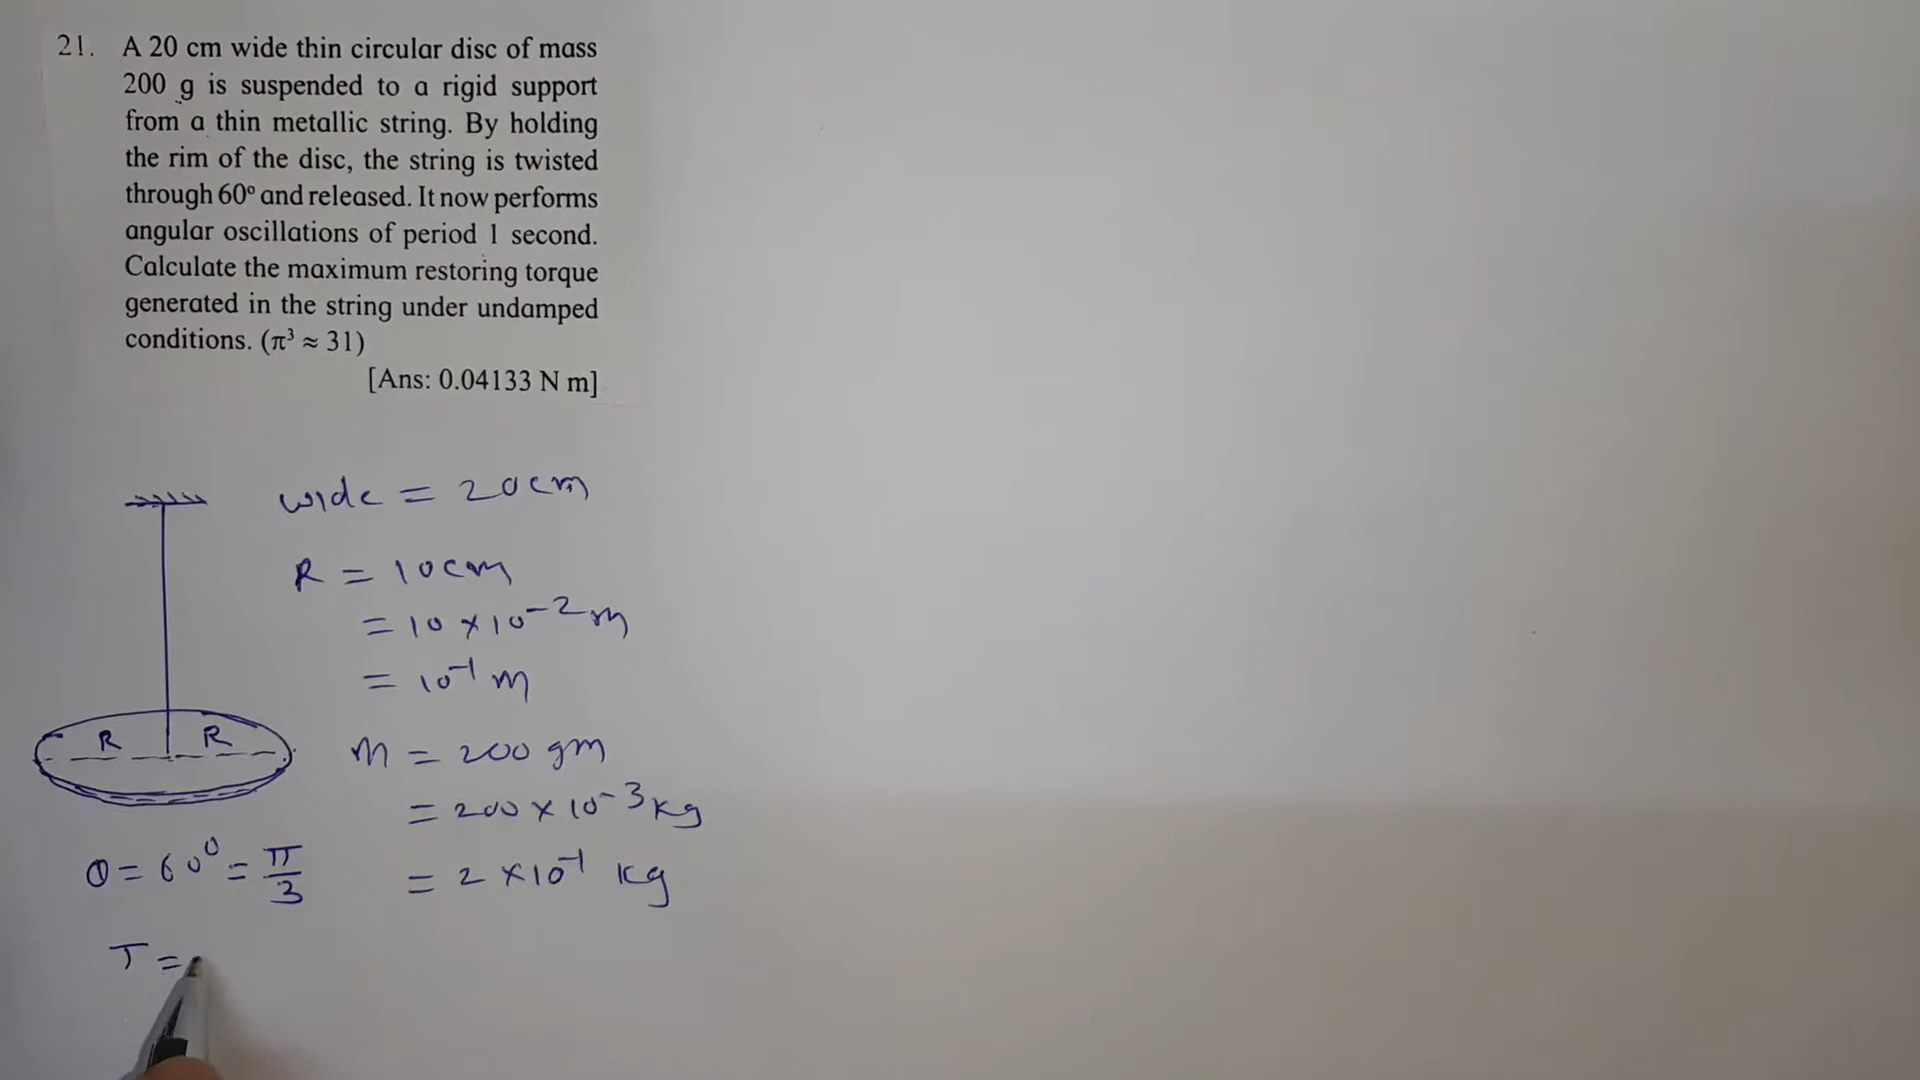 21. A 20 cm wide thin circular disc of mass
200 g is suspended to a rigid support
from a thin metallic string. By holding
the rim of the disc, the string is twisted
through 60° and released. It now performs
angular oscillations of period 1 second.
Calculate the maximum restoring torque
generated in the string under undamped
conditions. (π³ ≈ 31)
[Ans: 0.04133 N m]
wide = 20cm
R = 10cm
= 10 × 10⁻² m
= 10⁻¹ m
R R
m = 200 gm
= 200 × 10⁻³ kg
θ = 60⁰ = π/3
= 2 × 10⁻¹ kg
T =